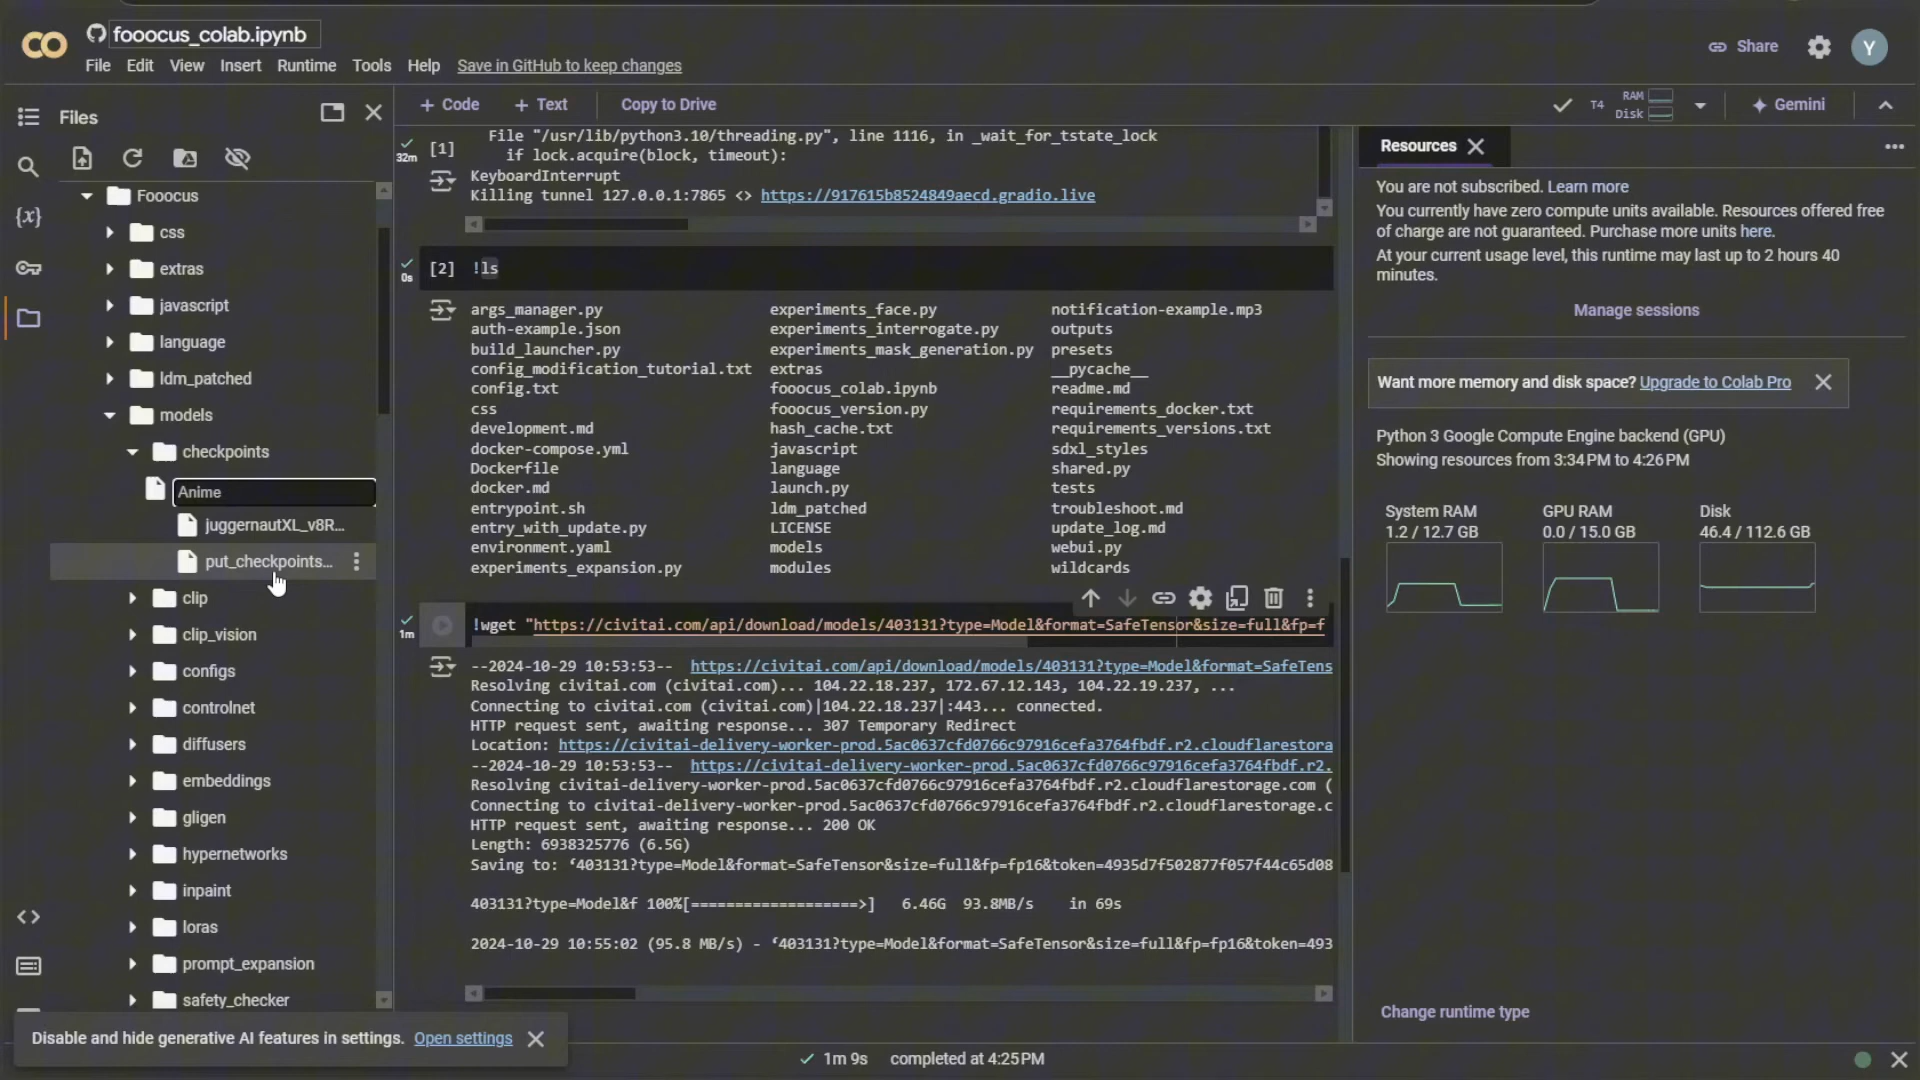 fooocus_colab.ipynb
File Edit View Insert Runtime Tools Help Save in GitHub to keep changes
Share
Y
Files
+ Code + Text Copy to Drive
T4 RAM Disk
Gemini
Fooocus
css
extras
javascript
language
ldm_patched
models
checkpoints
Anime
juggernautXL_v8R...
put_checkpoints...
clip
clip_vision
configs
controlnet
diffusers
embeddings
gligen
hypernetworks
inpaint
loras
prompt_expansion
safety_checker
{x}
32m [1]
File "/usr/lib/python3.10/threading.py", line 1116, in _wait_for_tstate_lock
if lock.acquire(block, timeout):
KeyboardInterrupt
Killing tunnel 127.0.0.1:7865 <> https://917615b8524849aecd.gradio.live
0s [2] !ls
args_manager.py experiments_face.py notification-example.mp3
auth-example.json experiments_interrogate.py outputs
build_launcher.py experiments_mask_generation.py presets
config_modification_tutorial.txt extras __pycache__
config.txt fooocus_colab.ipynb readme.md
css fooocus_version.py requirements_docker.txt
development.md hash_cache.txt requirements_versions.txt
docker-compose.yml javascript sdxl_styles
Dockerfile language shared.py
docker.md launch.py tests
entrypoint.sh ldm_patched troubleshoot.md
entry_with_update.py LICENSE update_log.md
environment.yaml models webui.py
experiments_expansion.py modules wildcards
1m
!wget "https://civitai.com/api/download/models/403131?type=Model&format=SafeTensor&size=full&fp=f
--2024-10-29 10:53:53-- https://civitai.com/api/download/models/403131?type=Model&format=SafeTens
Resolving civitai.com (civitai.com)... 104.22.18.237, 172.67.12.143, 104.22.19.237, ...
Connecting to civitai.com (civitai.com)|104.22.18.237|:443... connected.
HTTP request sent, awaiting response... 307 Temporary Redirect
Location: https://civitai-delivery-worker-prod.5ac0637cfd0766c97916cefa3764fbdf.r2.cloudflarestora
--2024-10-29 10:53:53-- https://civitai-delivery-worker-prod.5ac0637cfd0766c97916cefa3764fbdf.r2.
Resolving civitai-delivery-worker-prod.5ac0637cfd0766c97916cefa3764fbdf.r2.cloudflarestorage.com (
Connecting to civitai-delivery-worker-prod.5ac0637cfd0766c97916cefa3764fbdf.r2.cloudflarestorage.c
HTTP request sent, awaiting response... 200 OK
Length: 6938325776 (6.5G)
Saving to: ‘403131?type=Model&format=SafeTensor&size=full&fp=fp16&token=4935d7f502877f057f44c65d08
403131?type=Model&f 100%[===================>] 6.46G 93.8MB/s in 69s
2024-10-29 10:55:02 (95.8 MB/s) - ‘403131?type=Model&format=SafeTensor&size=full&fp=fp16&token=493
Resources
You are not subscribed. Learn more
You currently have zero compute units available. Resources offered free
of charge are not guaranteed. Purchase more units here.
At your current usage level, this runtime may last up to 2 hours 40
minutes.
Manage sessions
Want more memory and disk space? Upgrade to Colab Pro
Python 3 Google Compute Engine backend (GPU)
Showing resources from 3:34 PM to 4:26 PM
System RAM GPU RAM Disk
1.2 / 12.7 GB 0.0 / 15.0 GB 46.4 / 112.6 GB
Change runtime type
Disable and hide generative AI features in settings. Open settings
1m 9s completed at 4:25 PM